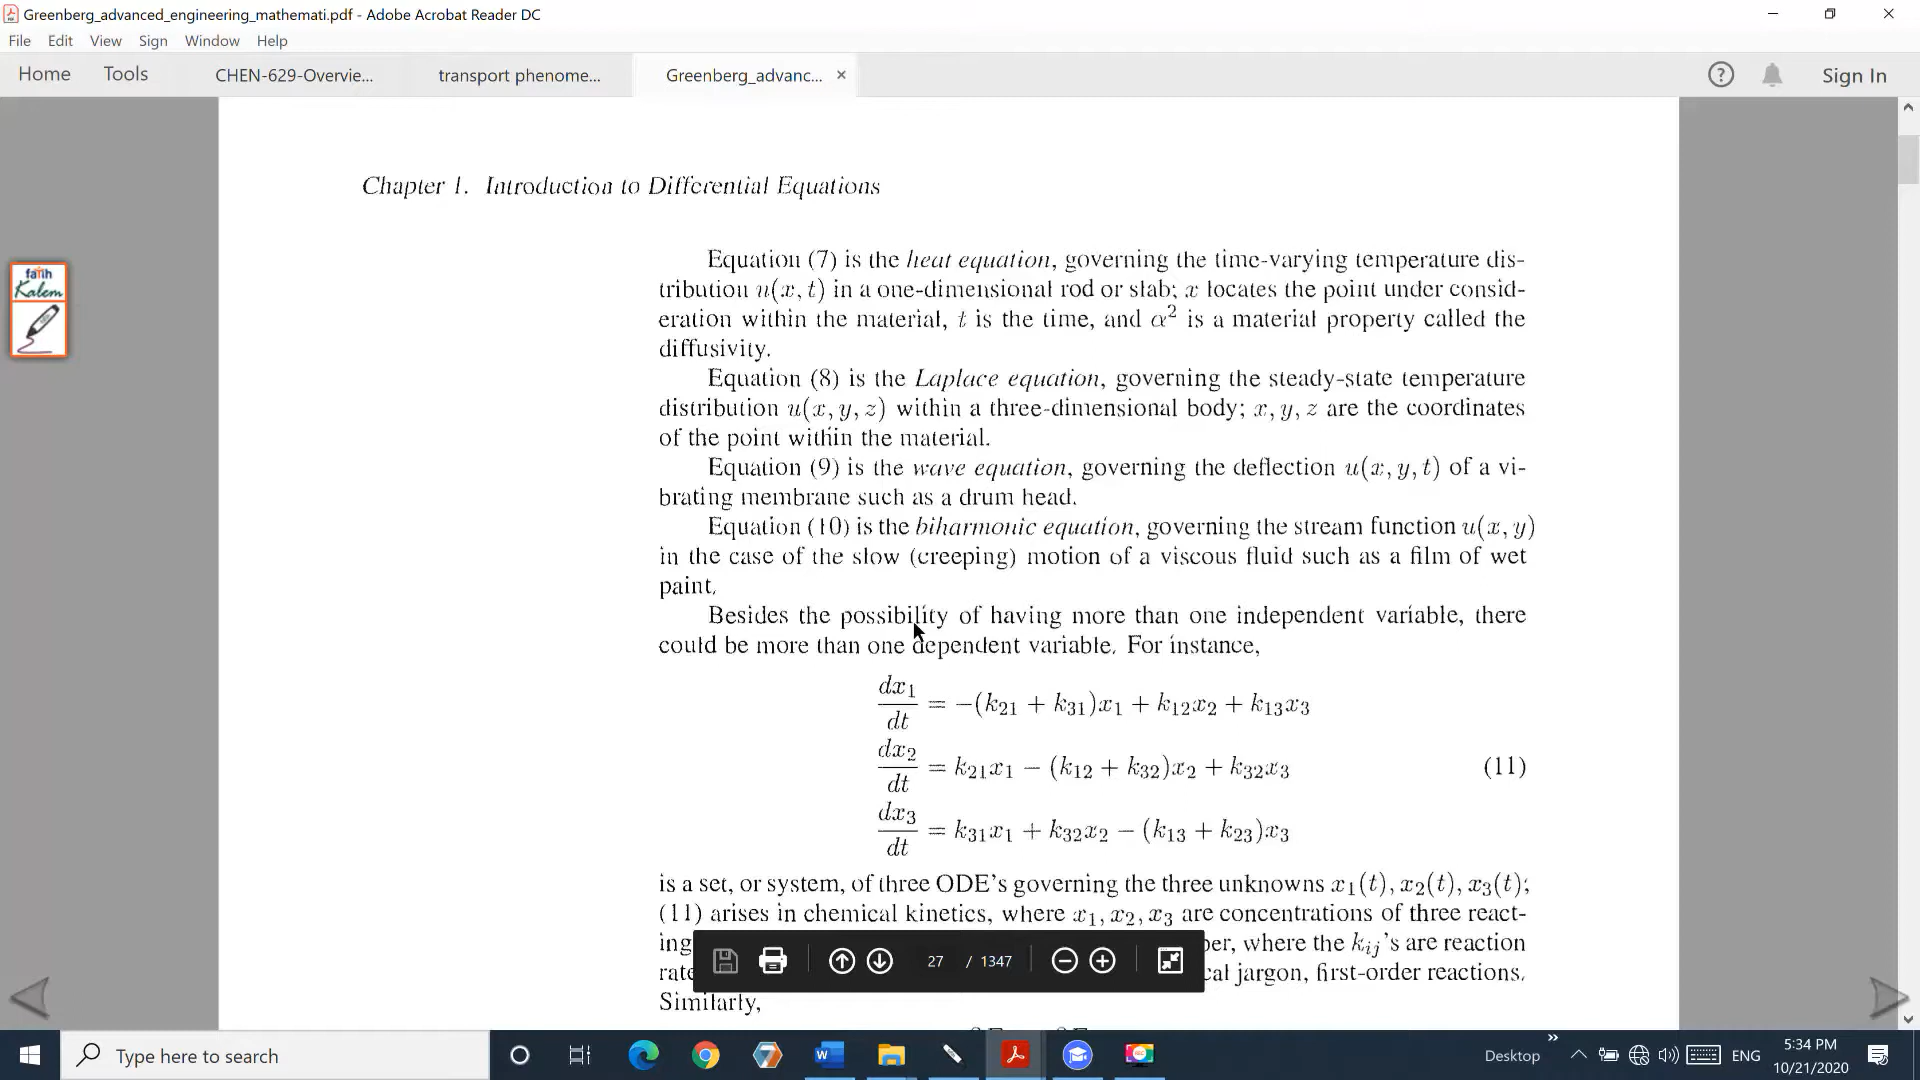 Greenberg_advanced_engineering_mathemati.pdf - Adobe Acrobat Reader DC
File Edit View Sign Window Help
Home Tools CHEN-629-Overvie... transport phenome... Greenberg_advanc... × ? Sign In
Chapter 1. Introduction to Differential Equations
fatih
Kalem
Equation (7) is the heat equation, governing the time-varying temperature dis-
tribution u(x, t) in a one-dimensional rod or slab; x locates the point under consid-
eration within the material, t is the time, and α² is a material property called the
diffusivity.
Equation (8) is the Laplace equation, governing the steady-state temperature
distribution u(x, y, z) within a three-dimensional body; x, y, z are the coordinates
of the point within the material.
Equation (9) is the wave equation, governing the deflection u(x, y, t) of a vi-
brating membrane such as a drum head.
Equation (10) is the biharmonic equation, governing the stream function u(x, y)
in the case of the slow (creeping) motion of a viscous fluid such as a film of wet
paint.
Besides the possibility of having more than one independent variable, there
could be more than one dependent variable. For instance,
dx₁/dt = -(k₂₁ + k₃₁)x₁ + k₁₂x₂ + k₁₃x₃
dx₂/dt = k₂₁x₁ − (k₁₂ + k₃₂)x₂ + k₃₂x₃ (11)
dx₃/dt = k₃₁x₁ + k₃₂x₂ − (k₁₃ + k₂₃)x₃
is a set, or system, of three ODE's governing the three unknowns x₁(t), x₂(t), x₃(t);
(11) arises in chemical kinetics, where x₁, x₂, x₃ are concentrations of three react-
ing where the kᵢⱼ's are reaction
jargon, first-order reactions.
27 / 1347
Similarly,
Type here to search
Desktop ENG 5:34 PM
10/21/2020